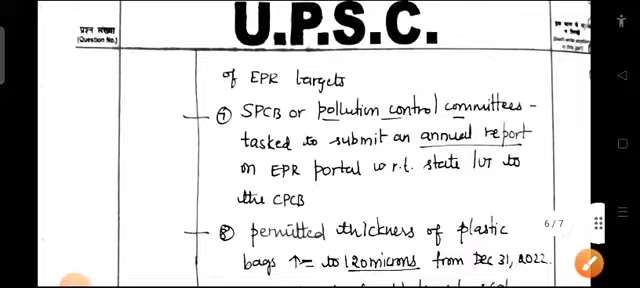 प्रश्न संख्या
(Question No.)
U.P.S.C.
of EPR targets
⑦ SPCB or pollution control committees -
tasked to submit an annual report
on EPR portal w.r.t. state / UT to
the CPCB
⑧ permitted thickness of plastic
bags ↑= to 120 microns from Dec 31, 2022.
6/7